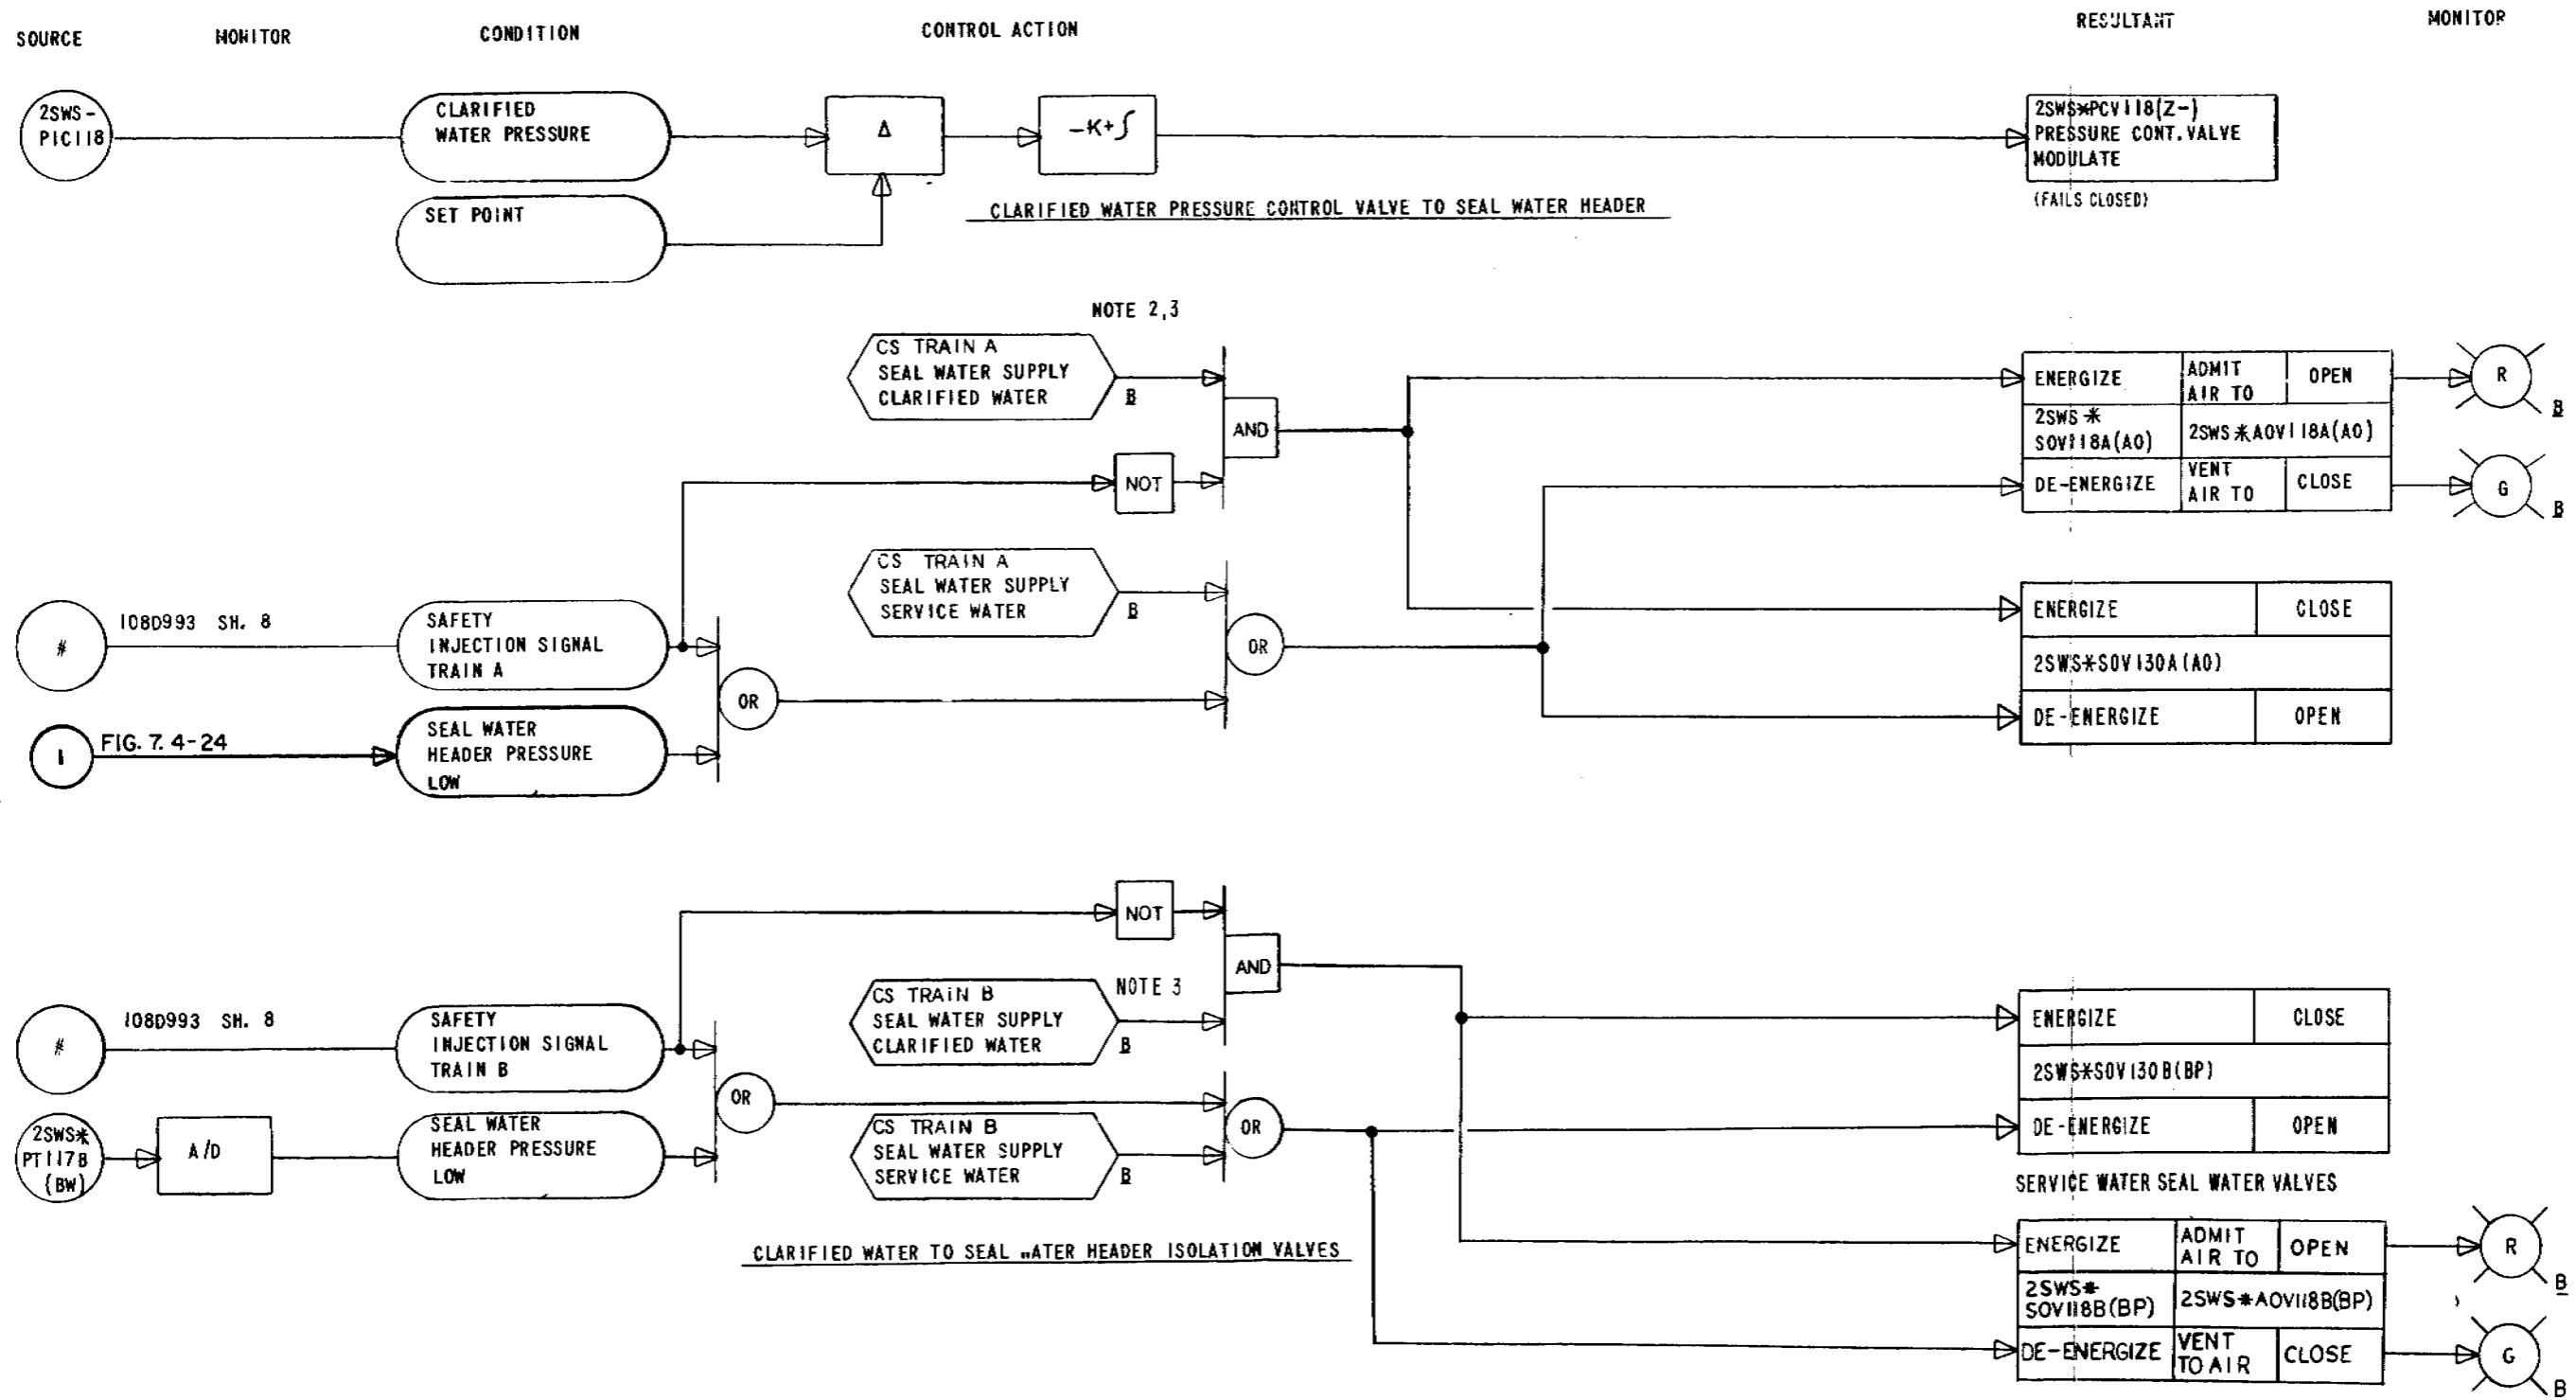 SOURCE
MONITOR
CONDITION
CONTROL ACTION
RESULTANT
MONITOR
2SWS-
PIC118
CLARIFIED
WATER PRESSURE
Δ
-K+∫
2SWS*PCV118(Z-)
PRESSURE CONT. VALVE
MODULATE
(FAILS CLOSED)
SET POINT
CLARIFIED WATER PRESSURE CONTROL VALVE TO SEAL WATER HEADER
NOTE 2,3
CS TRAIN A
SEAL WATER SUPPLY
CLARIFIED WATER
B
AND
NOT
ENERGIZE
ADMIT
AIR TO
OPEN
R
B
2SWS*
SOV118A(AO)
2SWS*AOV118A(AO)
DE-ENERGIZE
VENT
AIR TO
CLOSE
G
B
CS TRAIN A
SEAL WATER SUPPLY
SERVICE WATER
B
OR
#
108D993 SH. 8
SAFETY
INJECTION SIGNAL
TRAIN A
OR
1
FIG. 7.4-24
SEAL WATER
HEADER PRESSURE
LOW
ENERGIZE
CLOSE
2SWS*SOV130A(AO)
DE-ENERGIZE
OPEN
NOT
AND
NOTE 3
CS TRAIN B
SEAL WATER SUPPLY
CLARIFIED WATER
B
#
108D993 SH. 8
SAFETY
INJECTION SIGNAL
TRAIN B
OR
2SWS*
PT117B
(BW)
A/D
SEAL WATER
HEADER PRESSURE
LOW
CS TRAIN B
SEAL WATER SUPPLY
SERVICE WATER
B
OR
ENERGIZE
CLOSE
2SWS*SOV130B(BP)
DE-ENERGIZE
OPEN
SERVICE WATER SEAL WATER VALVES
CLARIFIED WATER TO SEAL WATER HEADER ISOLATION VALVES
ENERGIZE
ADMIT
AIR TO
OPEN
R
B
2SWS*
SOV118B(BP)
2SWS*AOV118B(BP)
DE-ENERGIZE
VENT
TO AIR
CLOSE
G
B